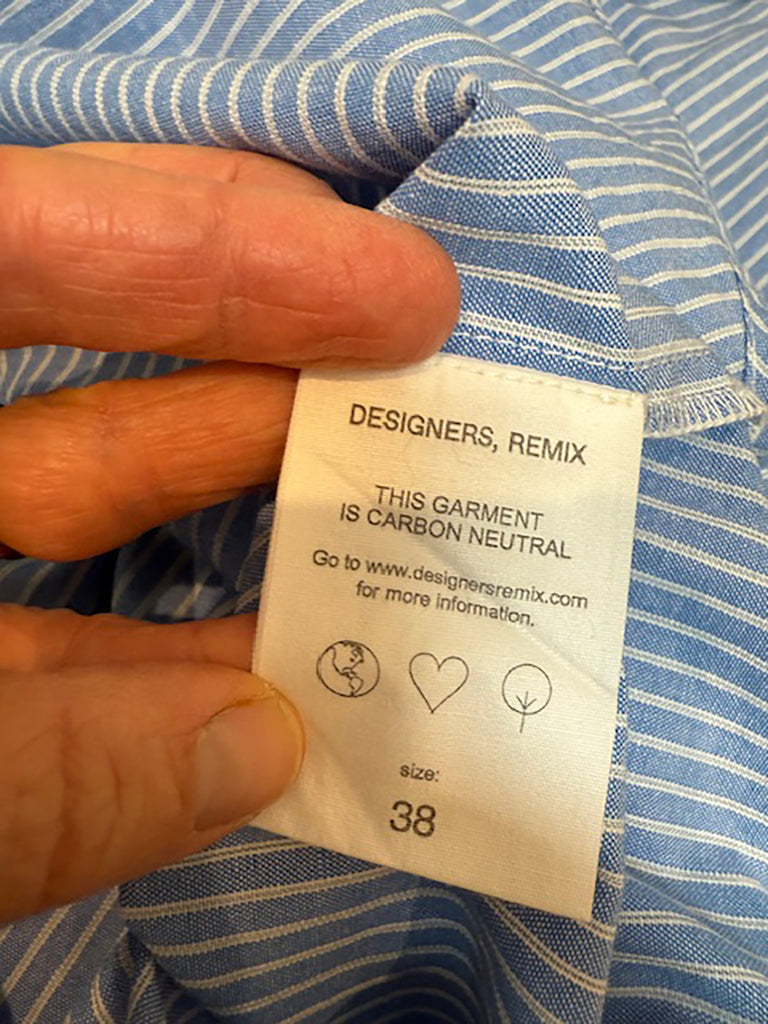 DESIGNERS, REMIX
THIS GARMENT
IS CARBON NEUTRAL
Go to www.designersremix.com
for more information.
size:
38